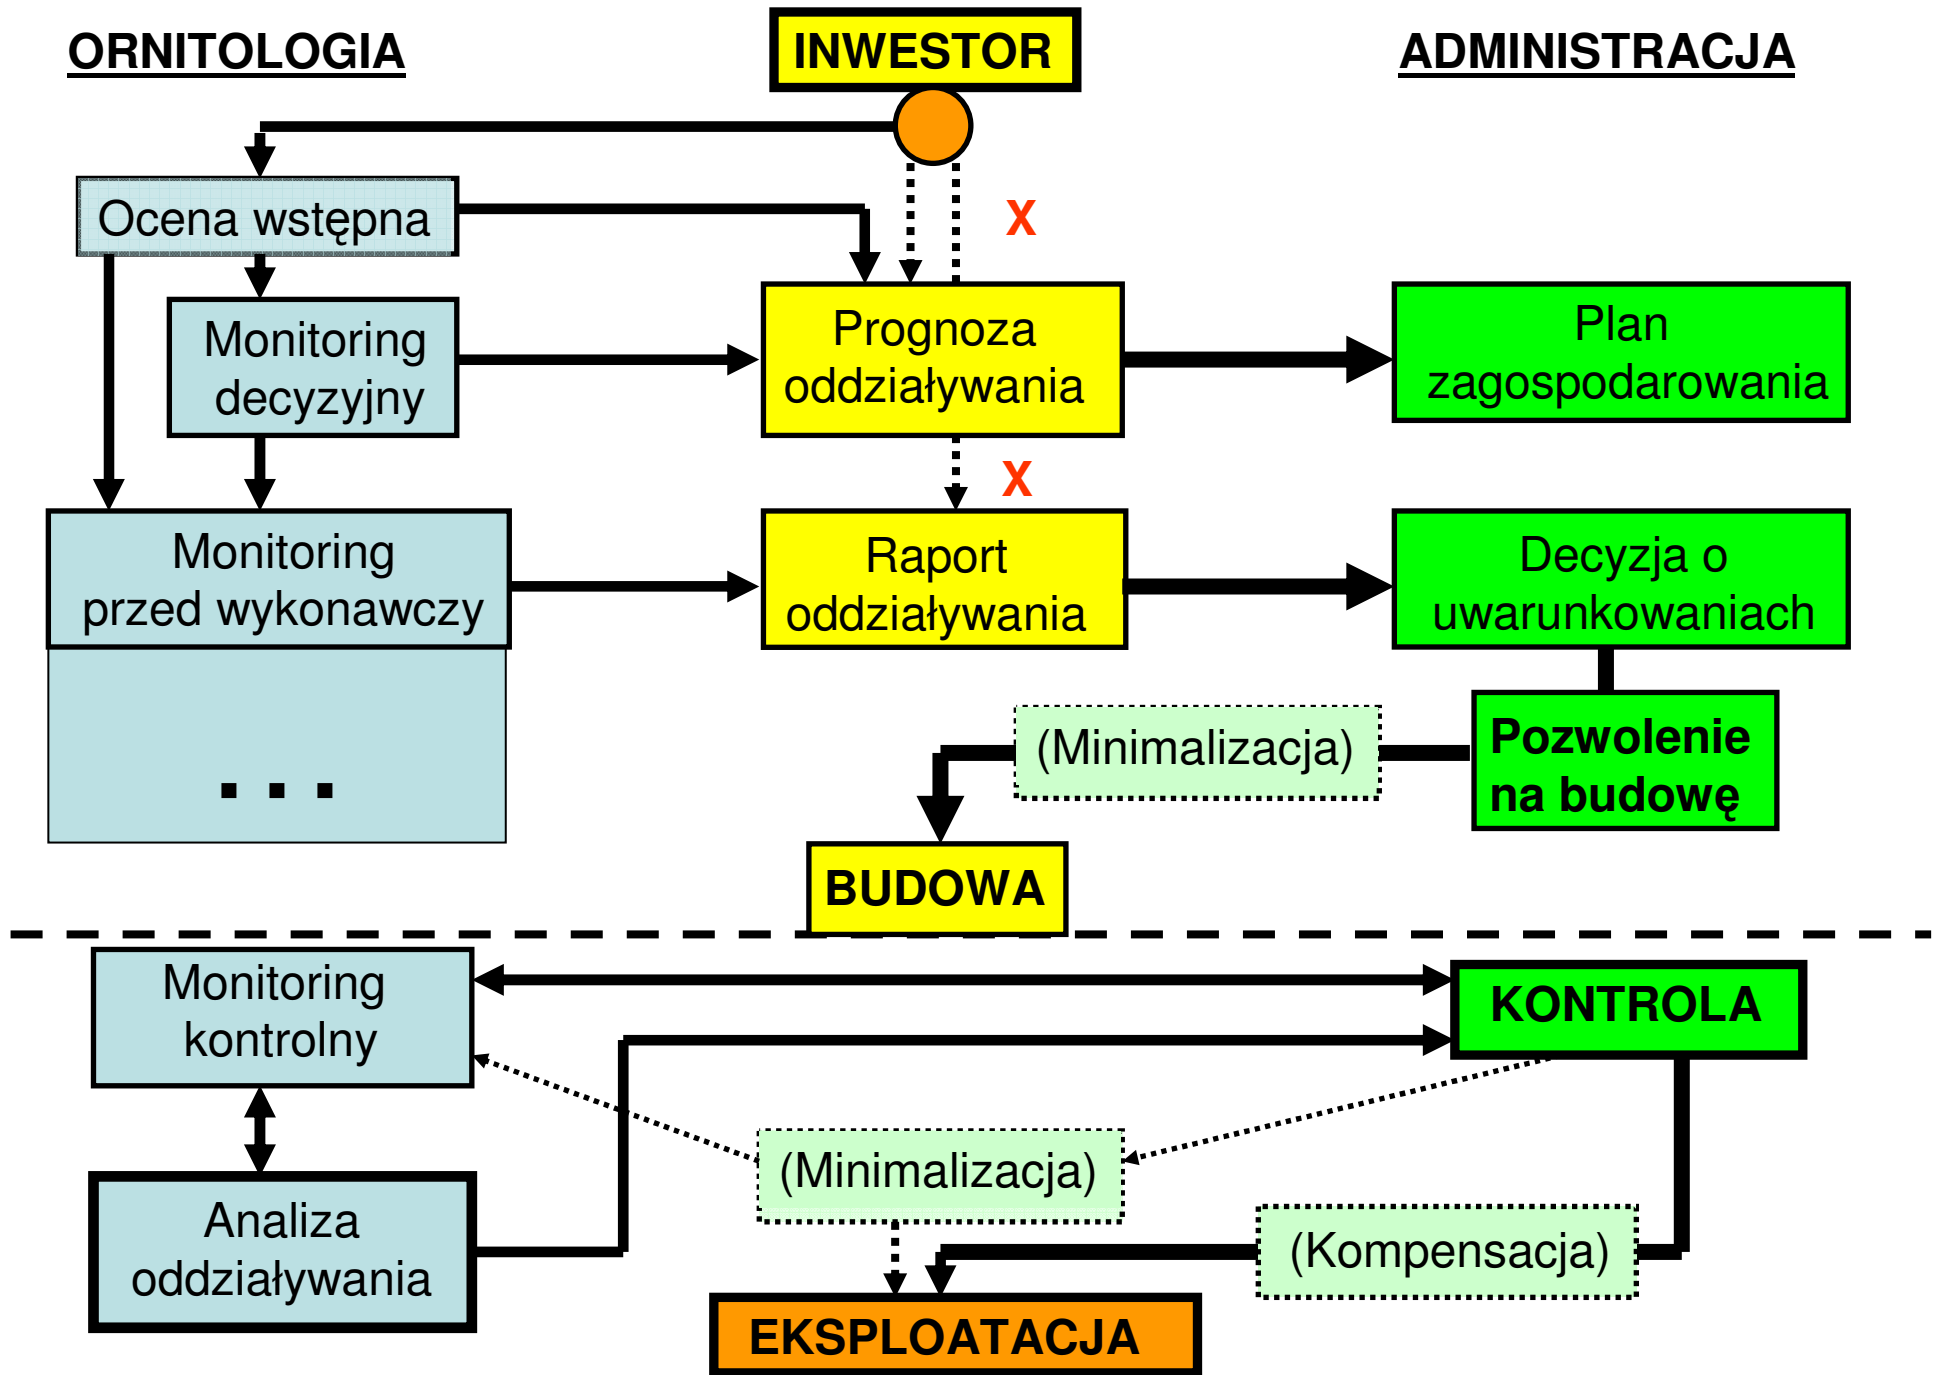 ORNITOLOGIA
INWESTOR
ADMINISTRACJA
Ocena wstępna
X
Monitoring
decyzyjny
Prognoza
oddziaływania
Plan
zagospodarowania
X
Monitoring
przed wykonawczy
Raport
oddziaływania
Decyzja o
uwarunkowaniach
. . .
(Minimalizacja)
Pozwolenie
na budowę
BUDOWA
Monitoring
kontrolny
KONTROLA
(Minimalizacja)
Analiza
oddziaływania
(Kompensacja)
EKSPLOATACJA